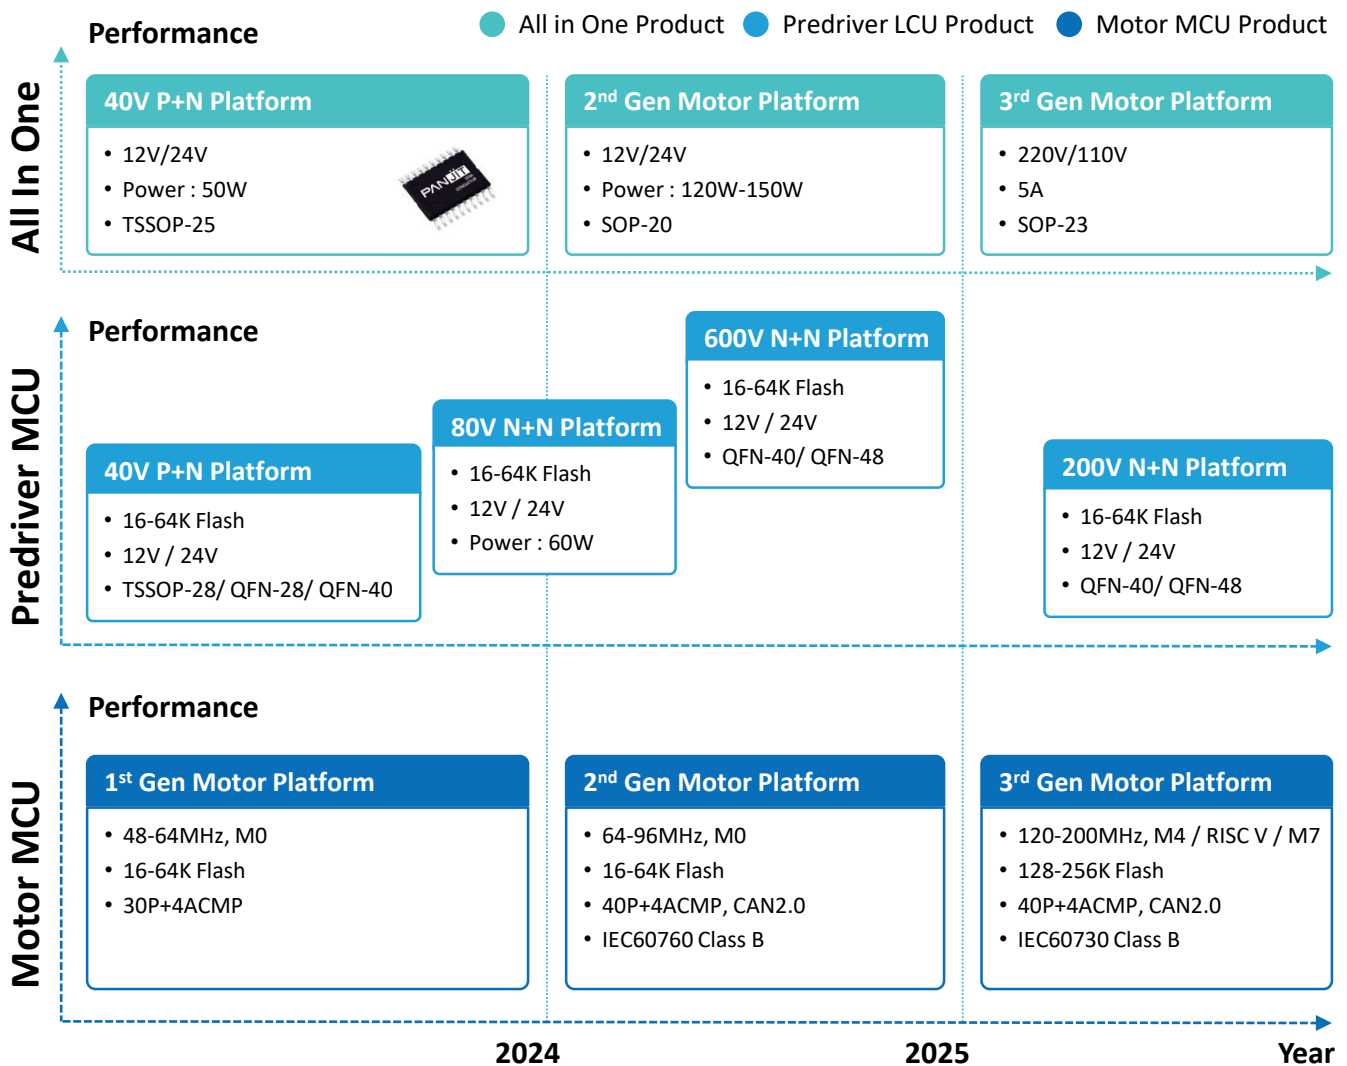 All in One Product
Predriver LCU Product
Motor MCU Product
All In One
Performance
40V P+N Platform
• 12V/24V
• Power : 50W
• TSSOP-25
PANJIT
2nd Gen Motor Platform
• 12V/24V
• Power : 120W-150W
• SOP-20
3rd Gen Motor Platform
• 220V/110V
• 5A
• SOP-23
Predriver MCU
Performance
40V P+N Platform
• 16-64K Flash
• 12V / 24V
• TSSOP-28/ QFN-28/ QFN-40
80V N+N Platform
• 16-64K Flash
• 12V / 24V
• Power : 60W
600V N+N Platform
• 16-64K Flash
• 12V / 24V
• QFN-40/ QFN-48
200V N+N Platform
• 16-64K Flash
• 12V / 24V
• QFN-40/ QFN-48
Motor MCU
Performance
1st Gen Motor Platform
• 48-64MHz, M0
• 16-64K Flash
• 30P+4ACMP
2nd Gen Motor Platform
• 64-96MHz, M0
• 16-64K Flash
• 40P+4ACMP, CAN2.0
• IEC60760 Class B
3rd Gen Motor Platform
• 120-200MHz, M4 / RISC V / M7
• 128-256K Flash
• 40P+4ACMP, CAN2.0
• IEC60730 Class B
2024
2025
Year